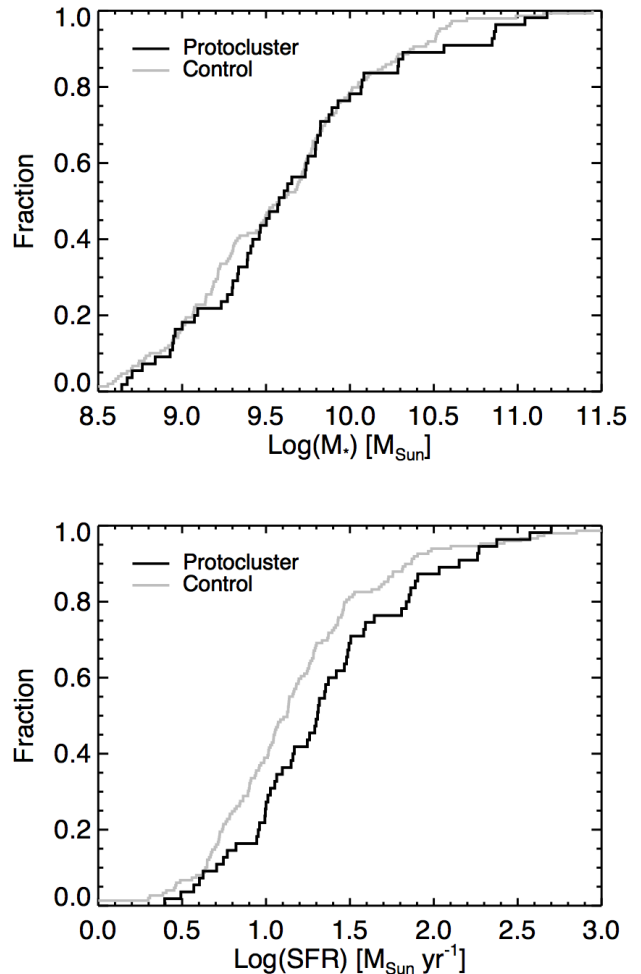 1.0
0.8
0.6
0.4
0.2
0.0
Fraction
Protocluster
Control
8.5 9.0 9.5 10.0 10.5 11.0 11.5
Log(M*) [MSun]
1.0
0.8
0.6
0.4
0.2
0.0
Fraction
Protocluster
Control
0.0 0.5 1.0 1.5 2.0 2.5 3.0
Log(SFR) [MSun yr-1]